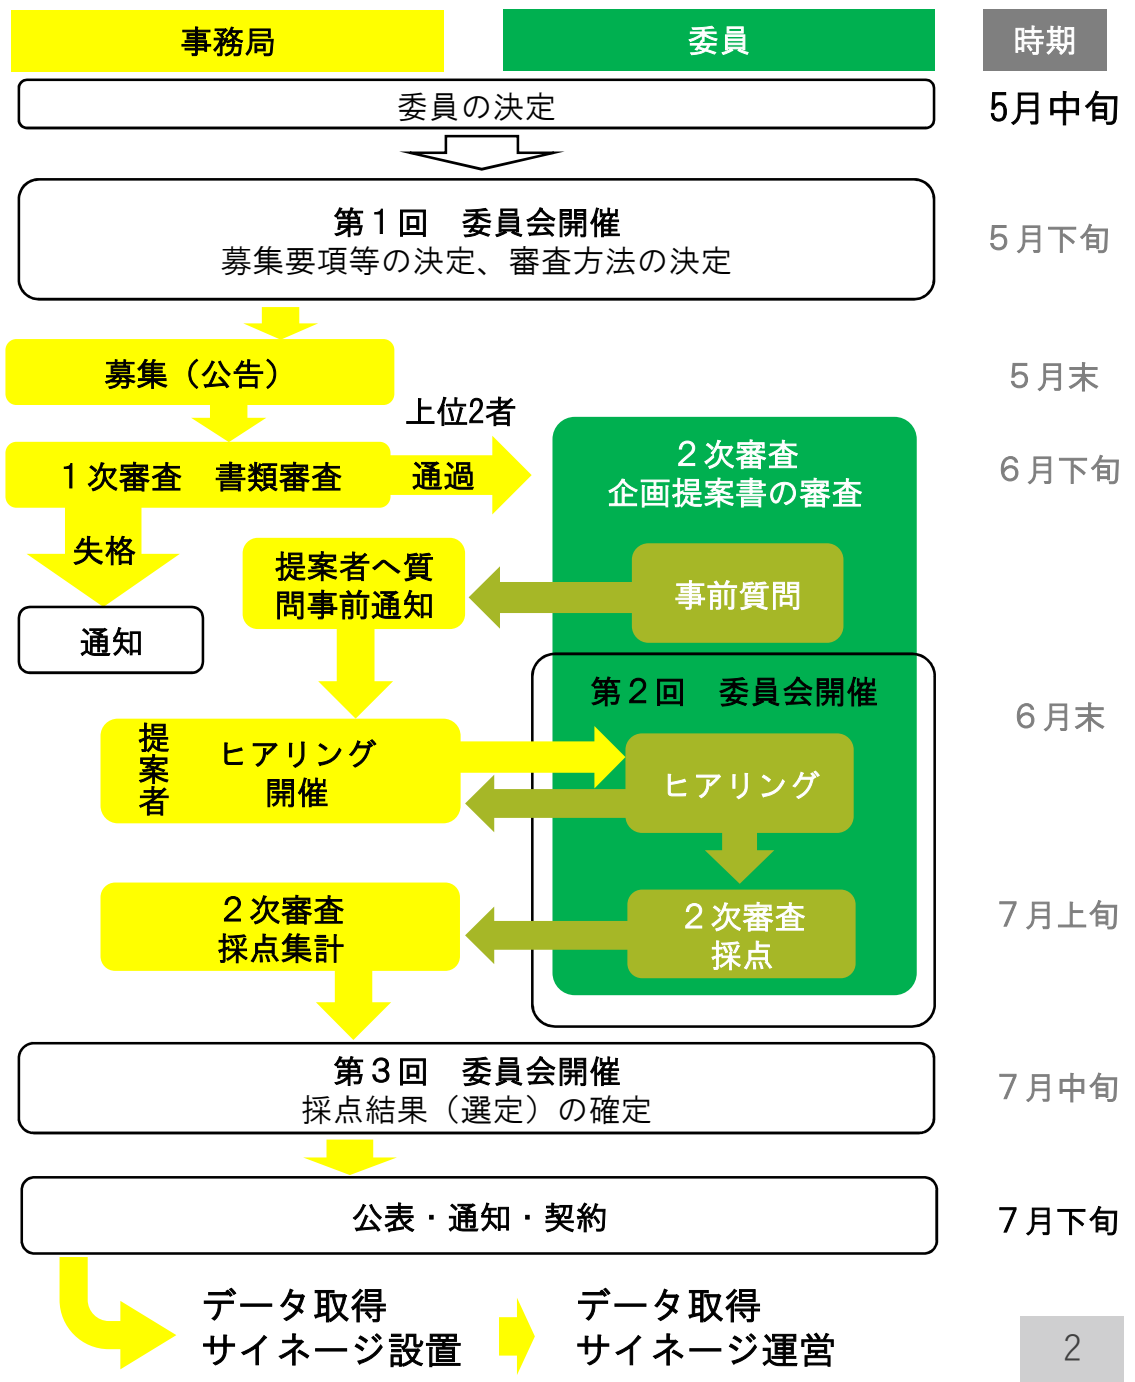 事務局
委員
時期
委員の決定
5月中旬
第１回　委員会開催
募集要項等の決定、審査方法の決定
５月下旬
募集（公告）
５月末
上位2者
１次審査　書類審査
通過
２次審査
企画提案書の審査
６月下旬
失格
提案者へ質
問事前通知
事前質問
通知
第２回　委員会開催
６月末
提案者
ヒアリング
開催
ヒアリング
２次審査
採点集計
２次審査
採点
７月上旬
第３回　委員会開催
採点結果（選定）の確定
７月中旬
公表・通知・契約
７月下旬
データ取得
サイネージ設置
データ取得
サイネージ運営
2